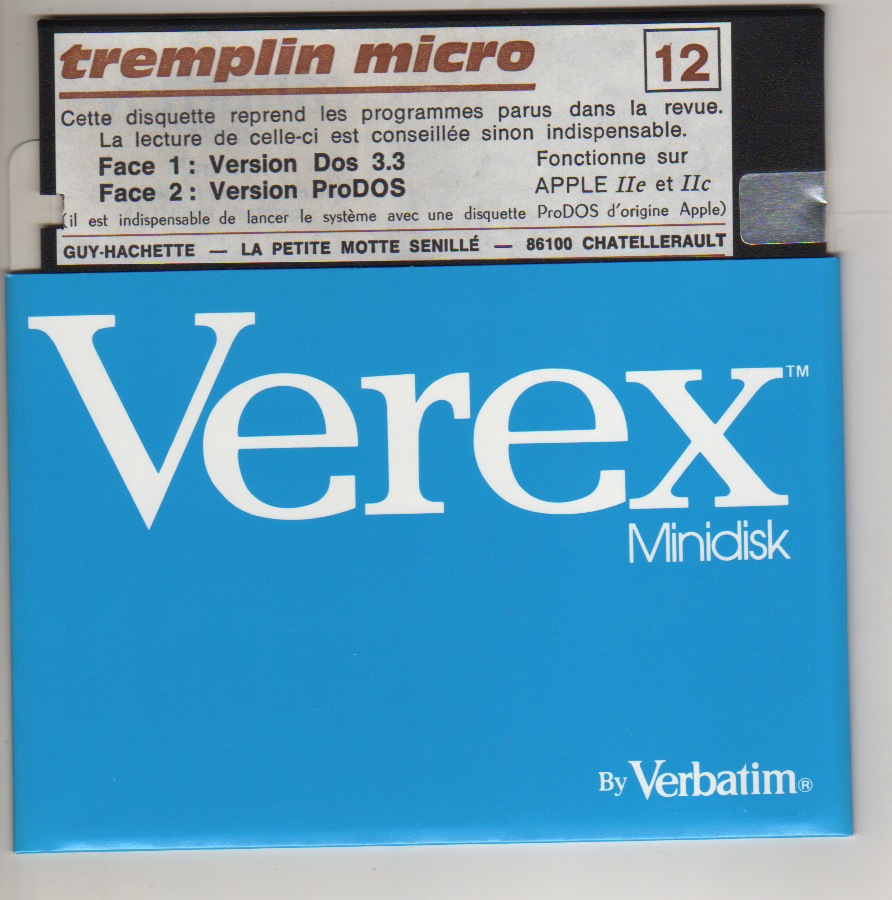 tremplin micro
12
Cette disquette reprend les programmes parus dans la revue.
La lecture de celle-ci est conseillée sinon indispensable.
Face 1 : Version Dos 3.3
Fonctionne sur
Face 2 : Version ProDOS
APPLE IIe et IIc
(il est indispensable de lancer le système avec une disquette ProDOS d'origine Apple)
GUY-HACHETTE — LA PETITE MOTTE SENILLÉ — 86100 CHATELLERAULT
Verex™
Minidisk
By Verbatim®